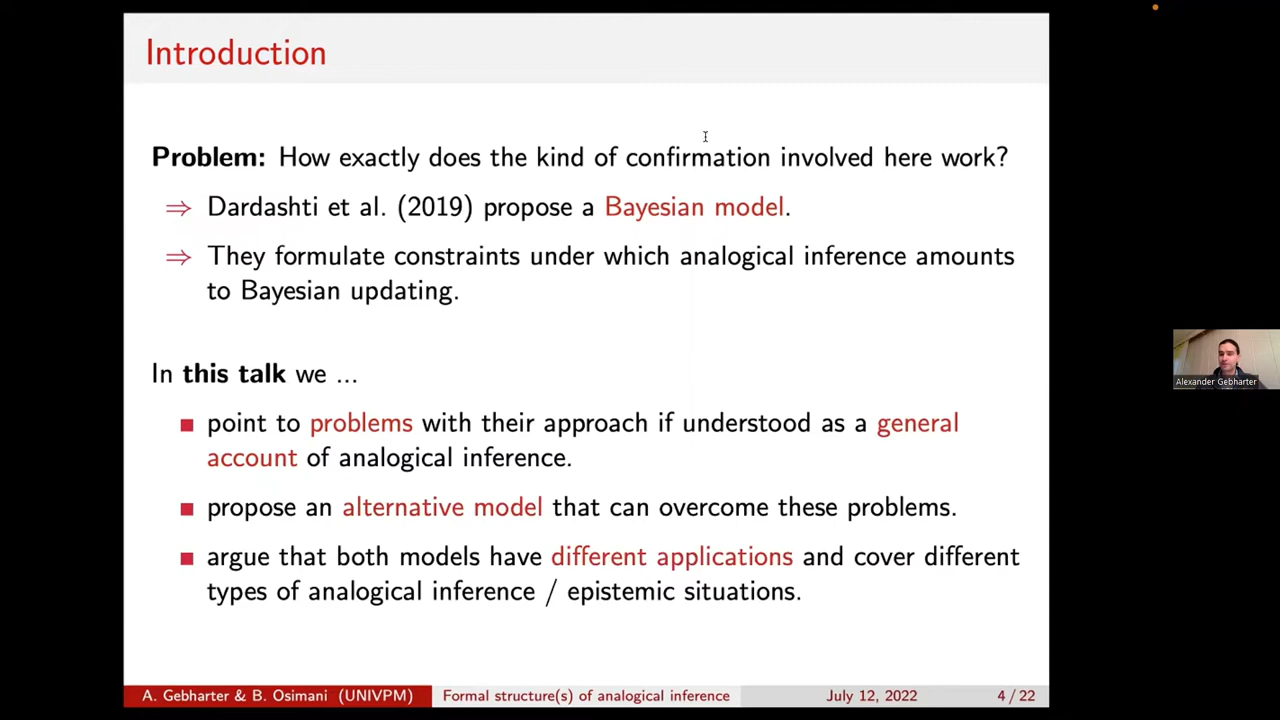 Introduction
Problem: How exactly does the kind of confirmation involved here work?
⇒ Dardashti et al. (2019) propose a Bayesian model.
⇒ They formulate constraints under which analogical inference amounts
to Bayesian updating.
In this talk we ...
■ point to problems with their approach if understood as a general
account of analogical inference.
■ propose an alternative model that can overcome these problems.
■ argue that both models have different applications and cover different
types of analogical inference / epistemic situations.
Alexander Gebharter
A. Gebharter & B. Osimani (UNIVPM) Formal structure(s) of analogical inference July 12, 2022 4 / 22